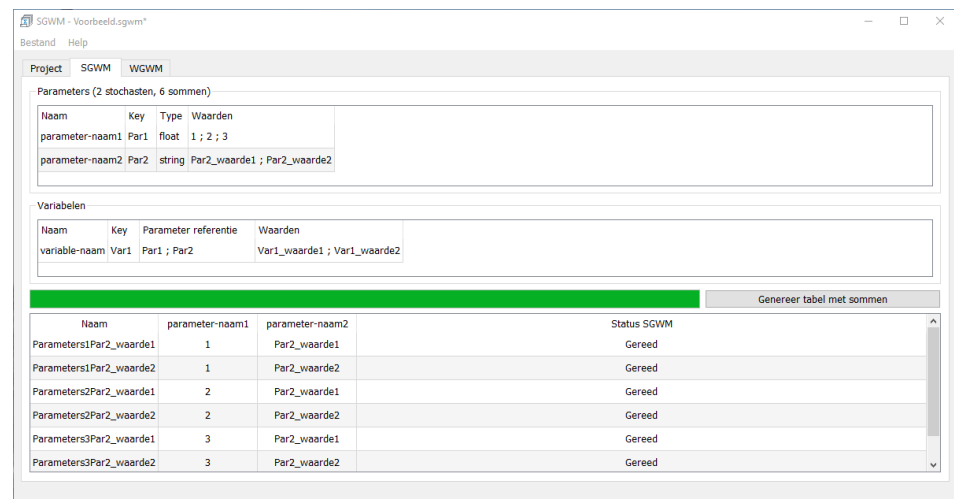 SGWM - Voorbeeld.sgwm*
Bestand Help
Project SGWM WGWM
Parameters (2 stochasten, 6 sommen)
Naam Key Type Waarden
parameter-naam1 Par1 float 1 ; 2 ; 3
parameter-naam2 Par2 string Par2_waarde1 ; Par2_waarde2
Variabelen
Naam Key Parameter referentie Waarden
variable-naam Var1 Par1 ; Par2 Var1_waarde1 ; Var1_waarde2
Genereer tabel met sommen
Naam parameter-naam1 parameter-naam2 Status SGWM
Parameters1Par2_waarde1 1 Par2_waarde1 Gereed
Parameters1Par2_waarde2 1 Par2_waarde2 Gereed
Parameters2Par2_waarde1 2 Par2_waarde1 Gereed
Parameters2Par2_waarde2 2 Par2_waarde2 Gereed
Parameters3Par2_waarde1 3 Par2_waarde1 Gereed
Parameters3Par2_waarde2 3 Par2_waarde2 Gereed